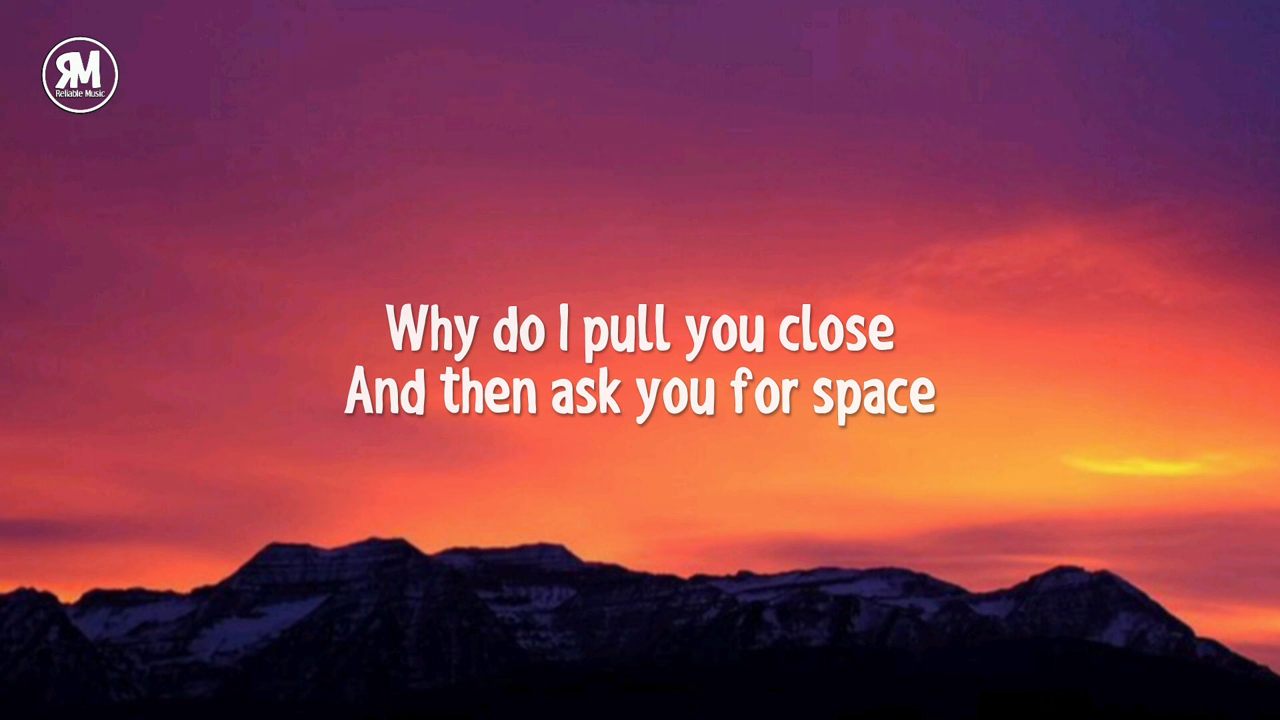 RM
Reliable Music
Why do I pull you close
And then ask you for space